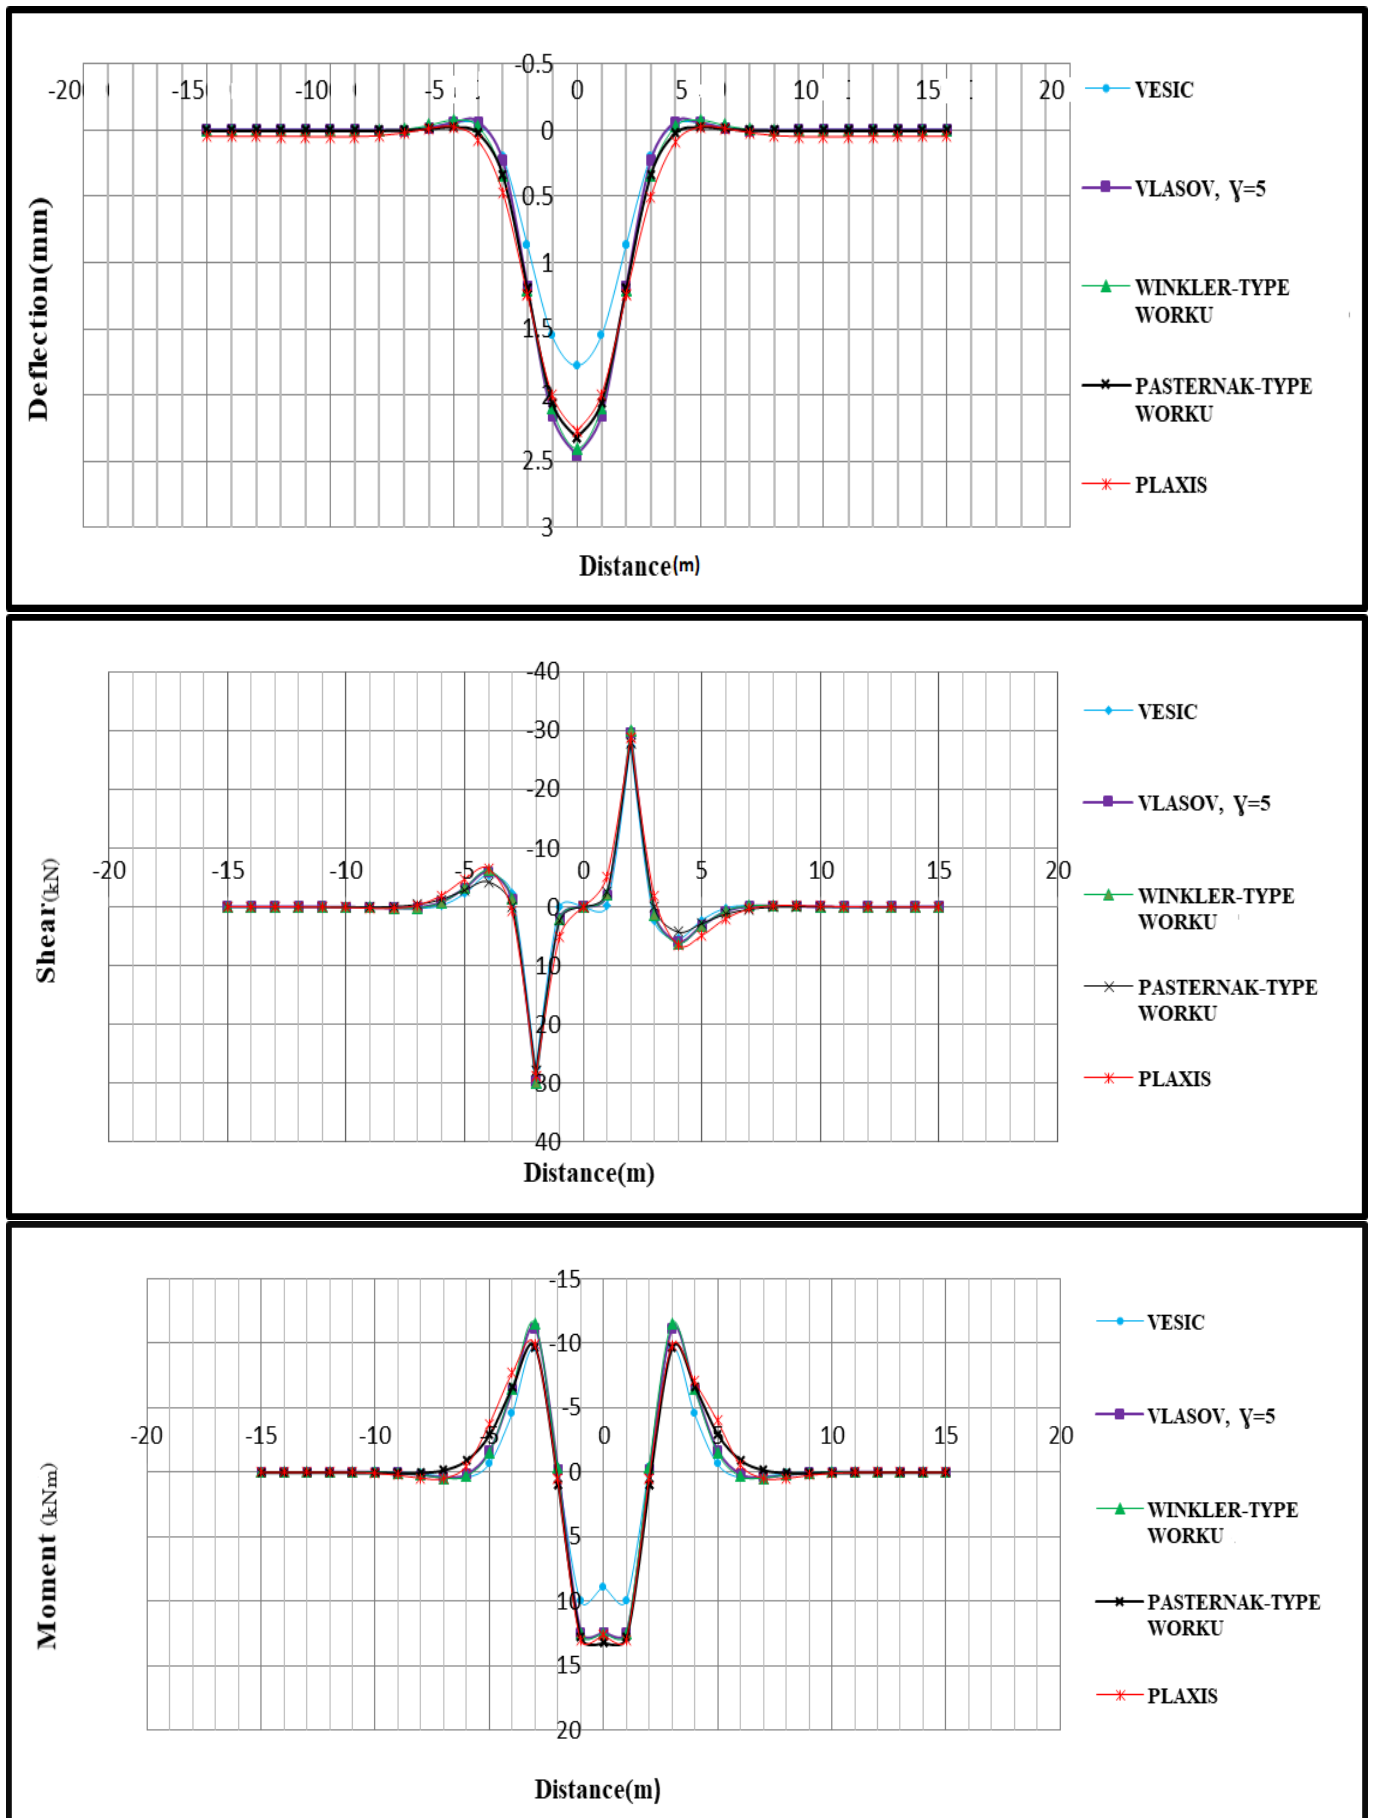 -0.5
-20 -15 -10 -5 0 5 10 15 20
0
0.5
1
1.5
2
2.5
3
Deflection(mm)
Distance(m)
VESIC
VLASOV, Ɣ=5
WINKLER-TYPE
WORKU
PASTERNAK-TYPE
WORKU
PLAXIS
-40
-30
-20
-10
-20 -15 -10 -5 0 5 10 15 20
0
10
20
30
40
Shear(kN)
Distance(m)
VESIC
VLASOV, Ɣ=5
WINKLER-TYPE
WORKU
PASTERNAK-TYPE
WORKU
PLAXIS
-15
-10
-5
-20 -15 -10 -5 0 5 10 15 20
0
5
10
15
20
Moment (kNm)
Distance(m)
VESIC
VLASOV, Ɣ=5
WINKLER-TYPE
WORKU
PASTERNAK-TYPE
WORKU
PLAXIS